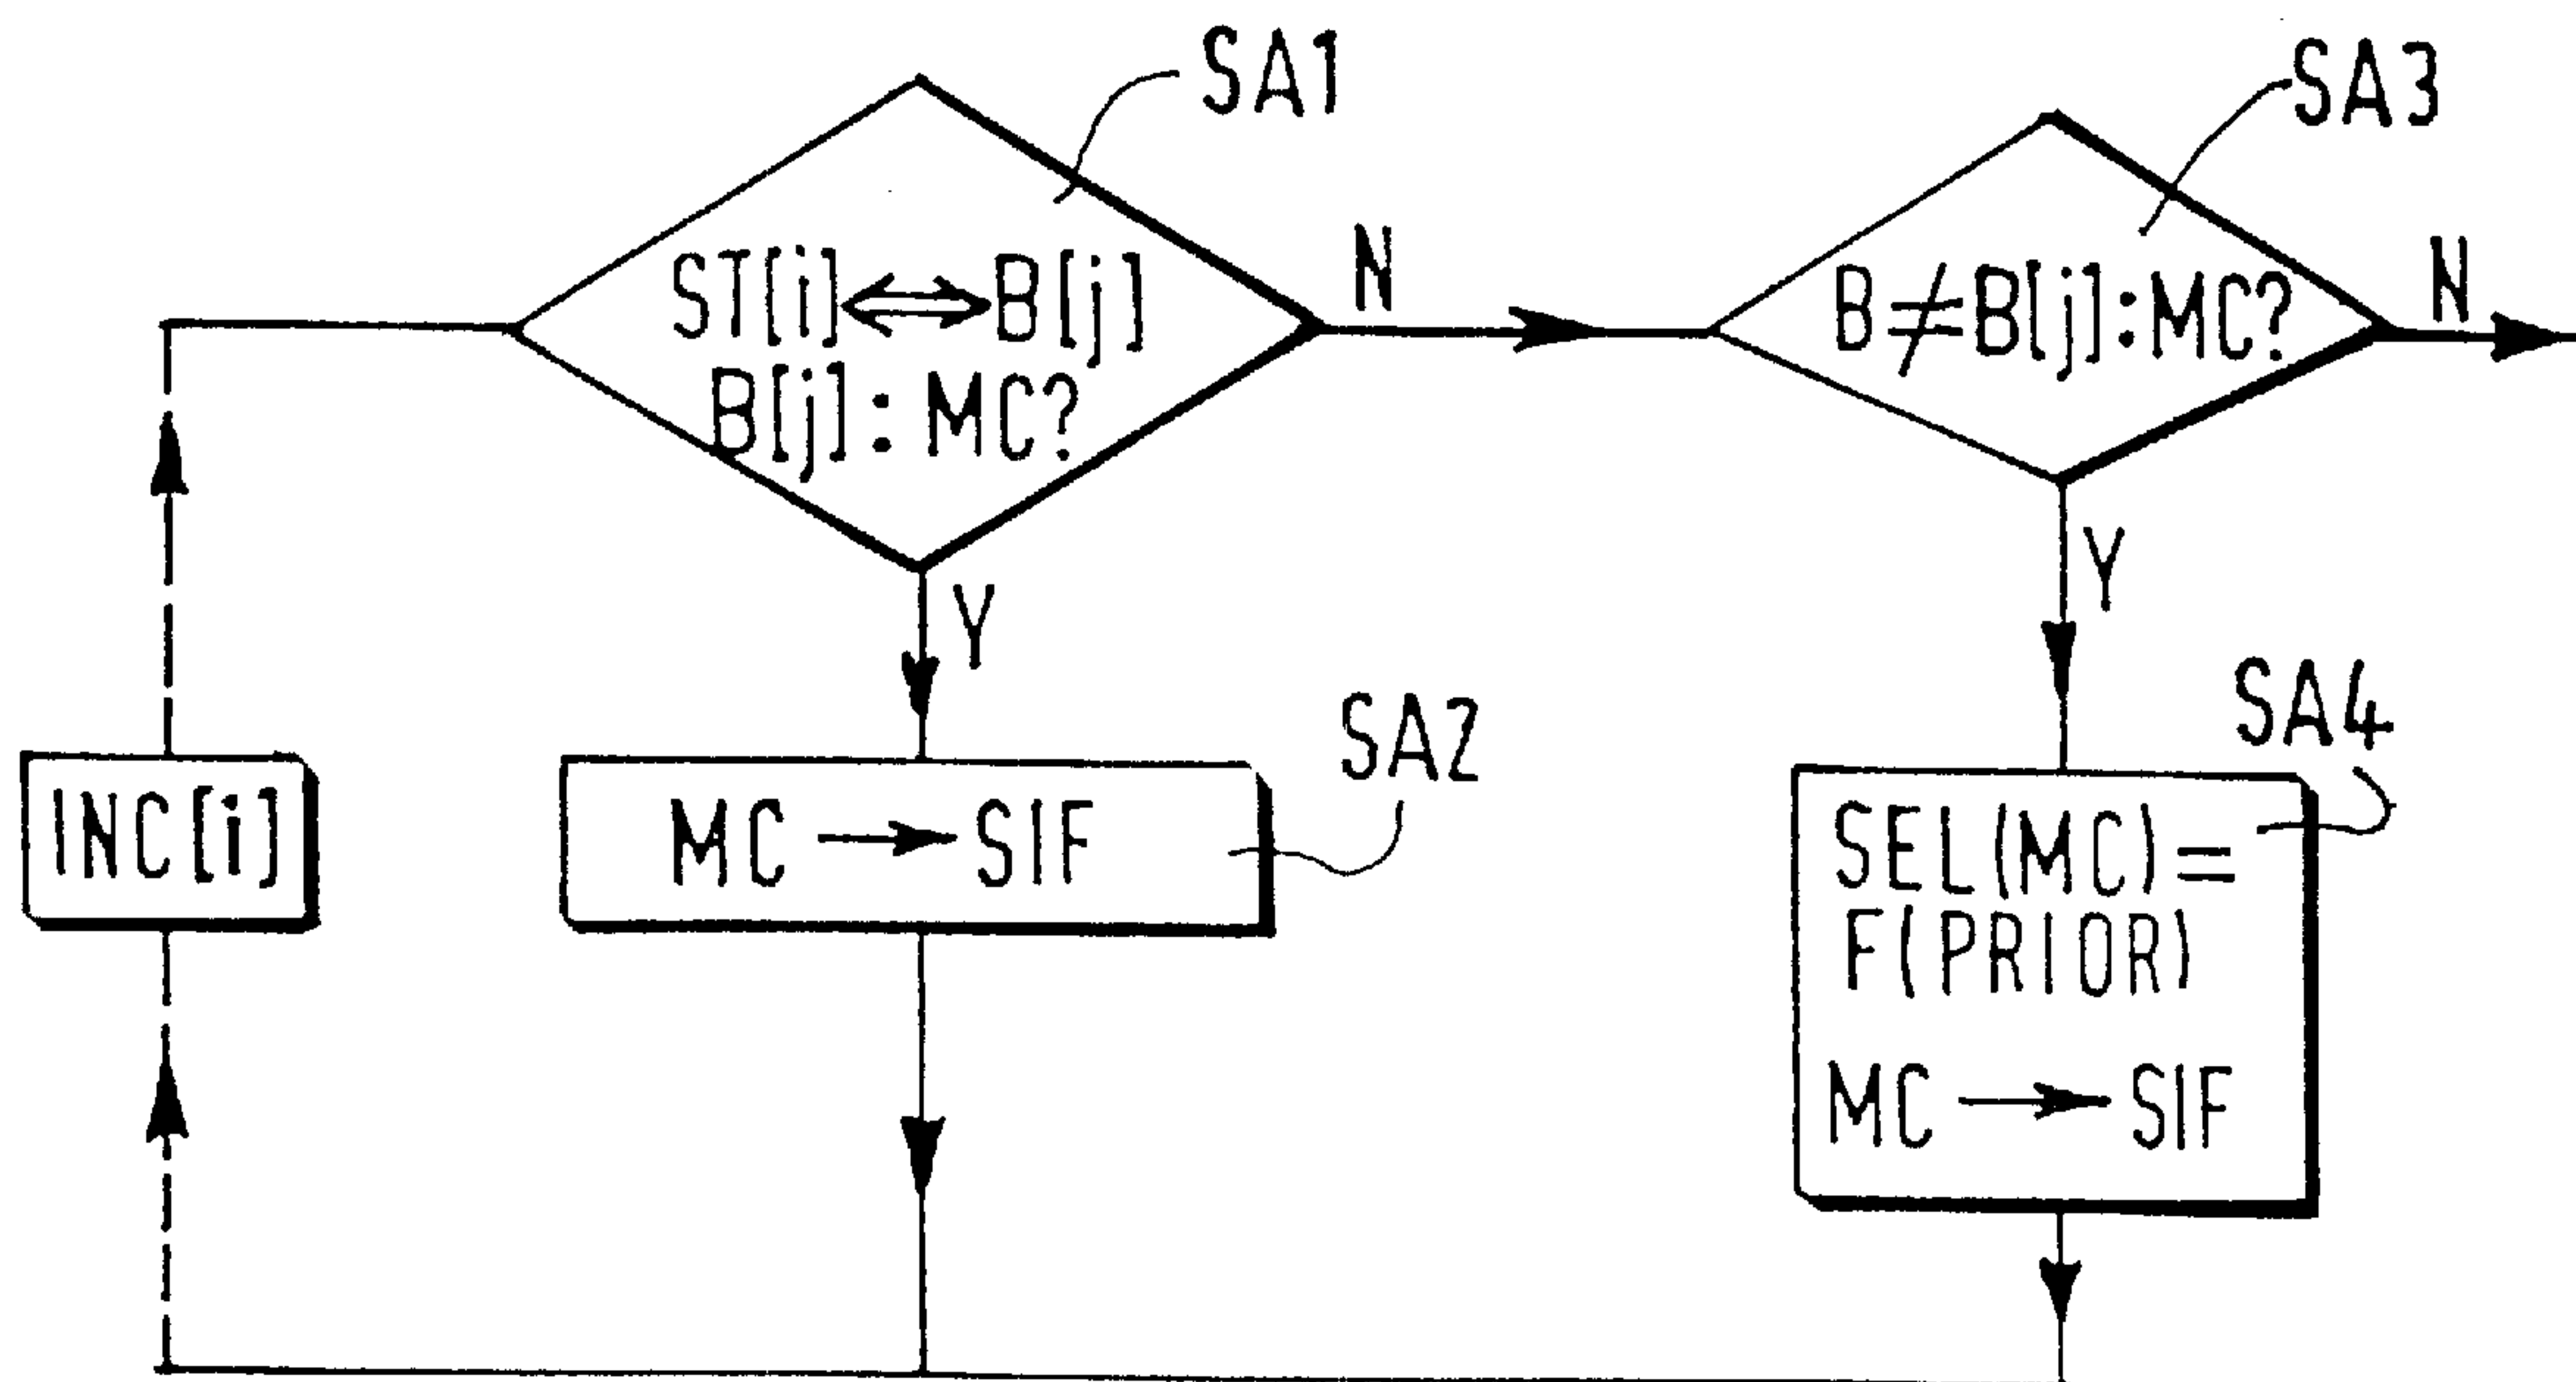 SA1
SA3
ST[i]⇔B[j]
B[j]: MC?
N
B≠B[j]:MC?
N
Y
Y
SA2
SA4
INC[i]
MC → SIF
SEL(MC)=
F(PRIOR)
MC → SIF